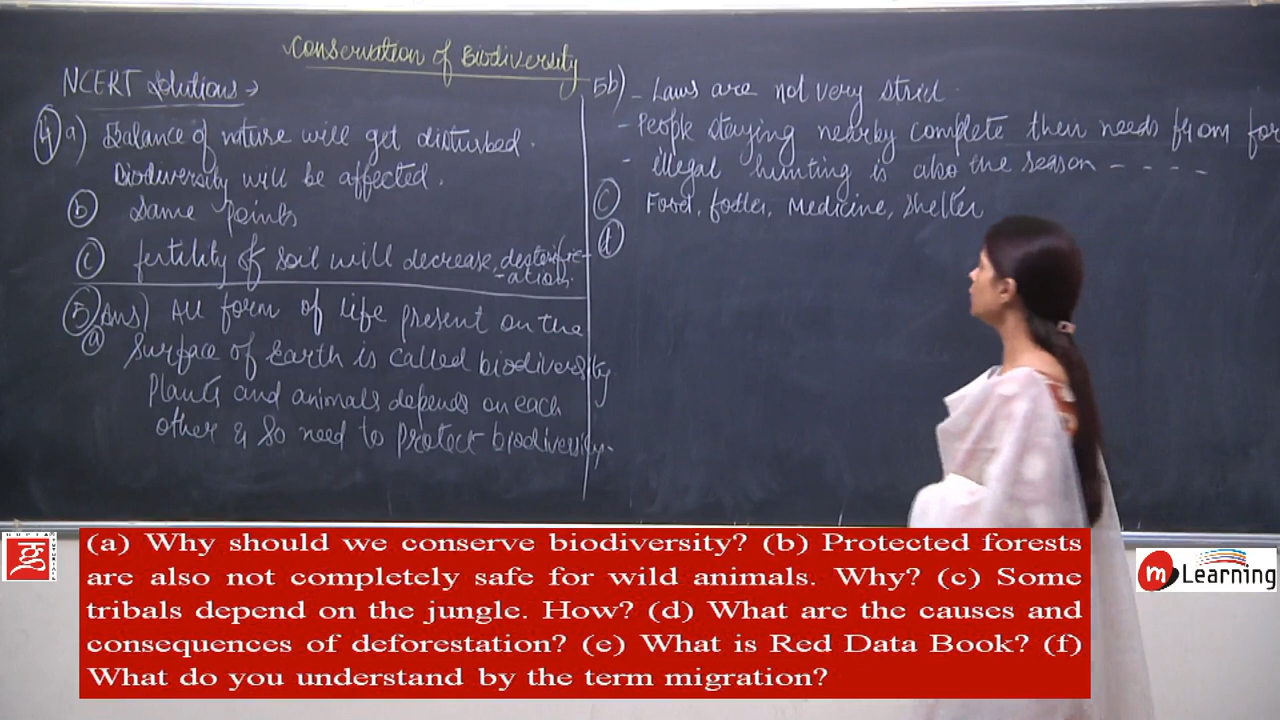 Conservation of Biodiversity
NCERT Solutions →
4 a) Balance of nature will get disturbed.
Biodiversity will be affected.
b Same points
c fertility of soil will decrease, desertific-
-ation.
5 Ans) All form of life present on the
a surface of Earth is called biodiversity
Plants and animals depends on each
other & so need to protect biodiversity.
5b) - Laws are not very strict.
- People staying nearby complete their needs from for
- illegal hunting is also the reason - - - -
c Food, fodder, Medicine, Shelter
d
(a) Why should we conserve biodiversity? (b) Protected forests
are also not completely safe for wild animals. Why? (c) Some
tribals depend on the jungle. How? (d) What are the causes and
consequences of deforestation? (e) What is Red Data Book? (f)
What do you understand by the term migration?
GUPTA
m Learning